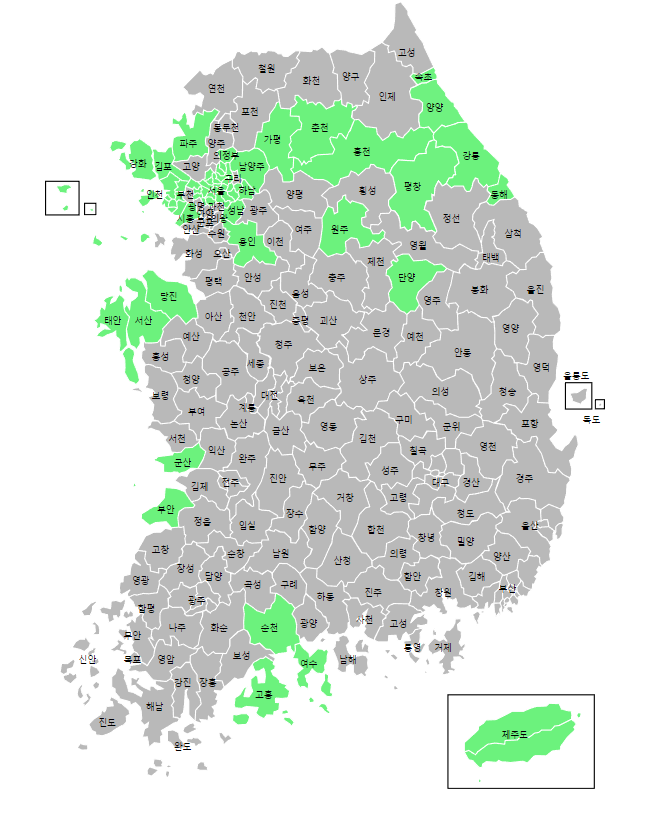 고성
철원
양구
화천
속초
연천
인제
양양
포천
동두천
춘천
가평
파주
양주
홍천
의정부
강릉
강화
김포
고양
남양주
구리
인천
부천
서울
하남
횡성
평창
양평
동해
광명
과천
성남
광주
정선
시흥
의왕
안산
수원
여주
원주
삼척
용인
이천
영월
화성
오산
태백
제천
평택
안성
충주
단양
봉화
울진
당진
음성
영주
진천
태안
서산
아산
천안
증평
괴산
영양
예산
문경
예천
청주
안동
홍성
보은
영덕
공주
세종
울릉도
청양
상주
의성
청송
보령
대전
옥천
부여
계룡
독도
논산
영동
구미
군위
포항
금산
서천
김천
영천
익산
칠곡
군산
완주
무주
성주
진안
경주
전주
대구
경산
김제
거창
고령
부안
장수
청도
정읍
임실
함양
합천
울산
창녕
밀양
고창
순창
남원
의령
양산
산청
장성
담양
함안
김해
영광
곡성
구례
부산
진주
창원
하동
광주
함평
사천
나주
화순
순천
광양
고성
무안
통영
거제
신안
목포
영암
보성
여수
남해
강진
장흥
고흥
해남
진도
제주도
완도